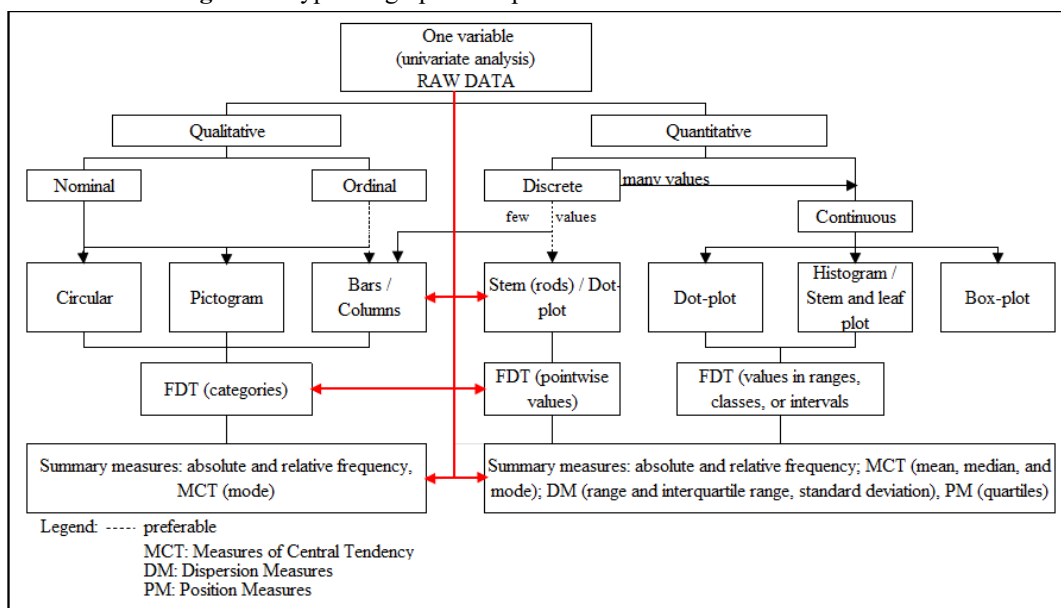 One variable
(univariate analysis)
RAW DATA
Qualitative
Quantitative
Nominal
Ordinal
Discrete
many values
few values
Continuous
Circular
Pictogram
Bars /
Columns
Stem (rods) / Dot-
plot
Dot-plot
Histogram /
Stem and leaf
plot
Box-plot
FDT (categories)
FDT (pointwise
values)
FDT (values in ranges,
classes, or intervals
Summary measures: absolute and relative frequency,
MCT (mode)
Summary measures: absolute and relative frequency; MCT (mean, median, and
mode); DM (range and interquartile range, standard deviation), PM (quartiles)
Legend: ----- preferable
MCT: Measures of Central Tendency
DM: Dispersion Measures
PM: Position Measures